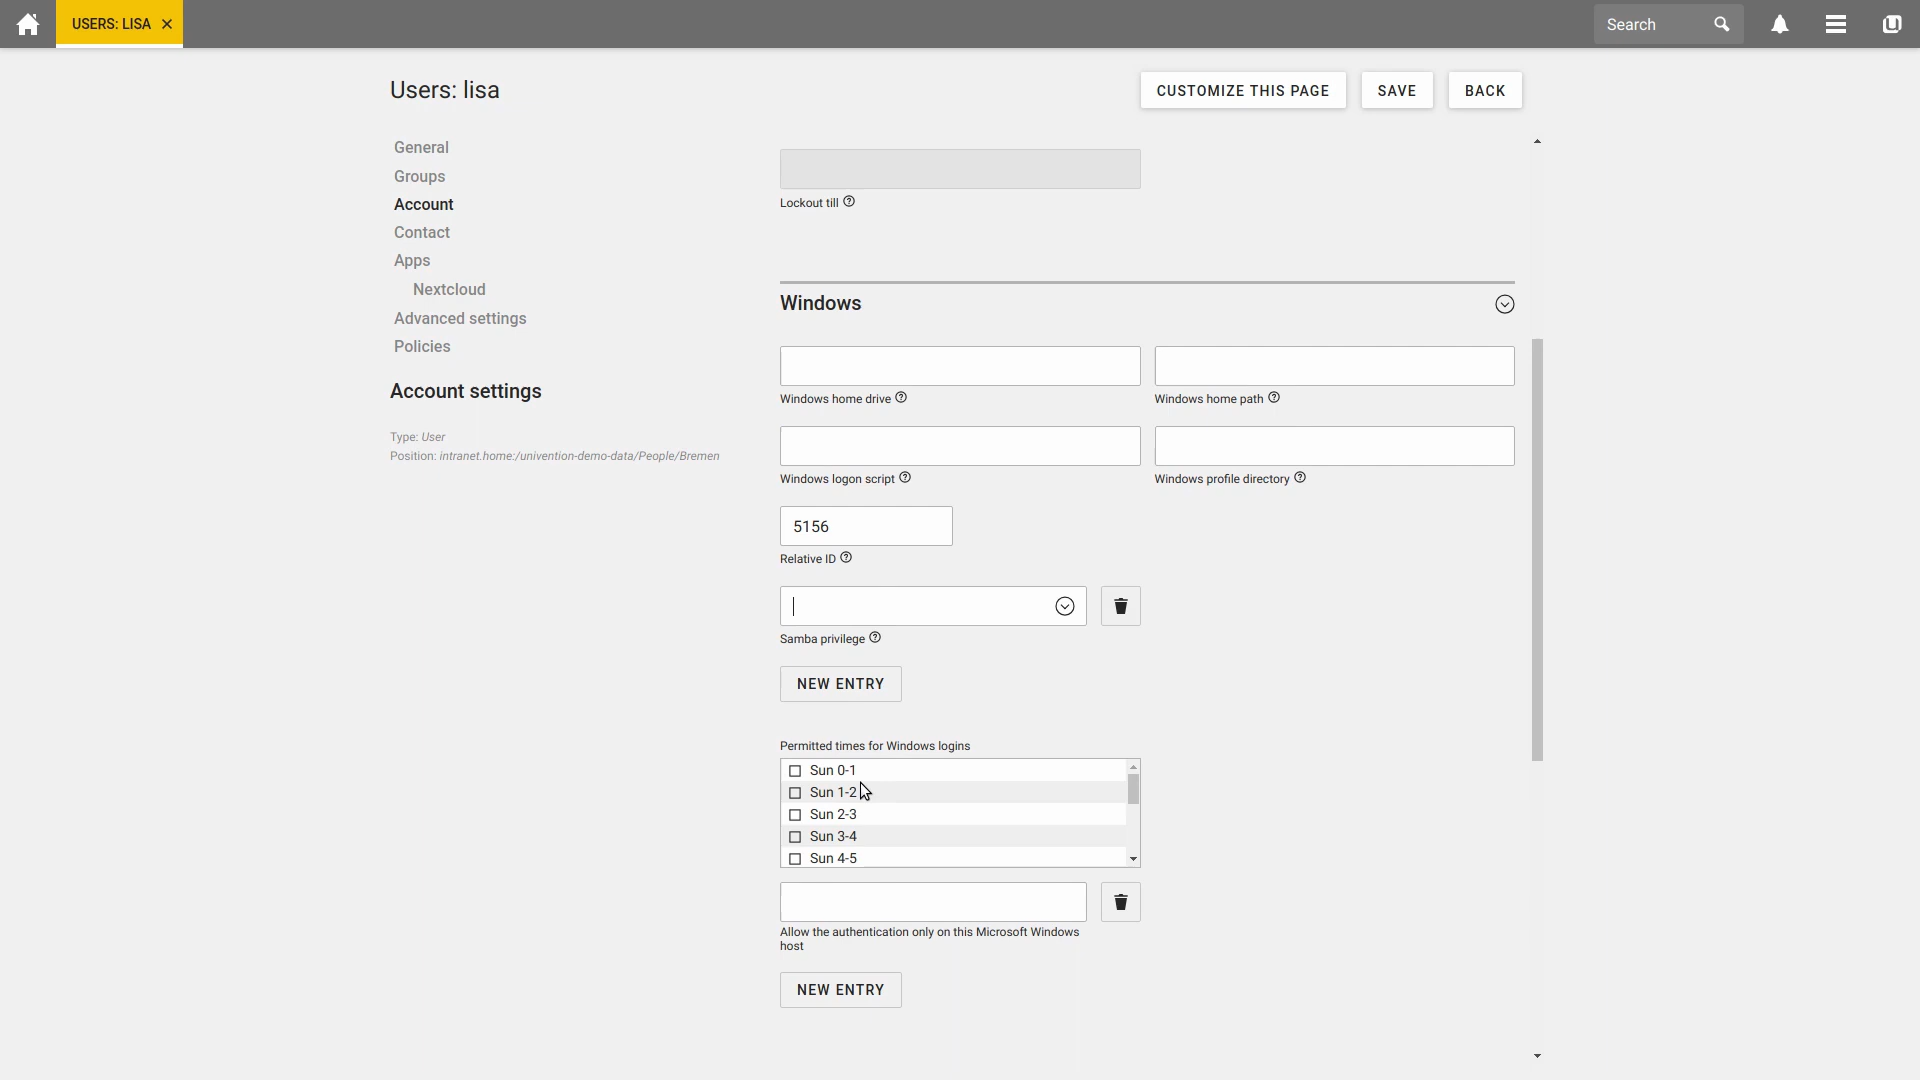 USERS: LISA
Search
Users: lisa
CUSTOMIZE THIS PAGE
SAVE
BACK
General
Groups
Account
Contact
Apps
Nextcloud
Advanced settings
Policies
Account settings
Type: User
Position: intranet.home:/univention-demo-data/People/Bremen
Lockout till
Windows
Windows home drive
Windows home path
Windows logon script
Windows profile directory
5156
Relative ID
Samba privilege
NEW ENTRY
Permitted times for Windows logins
Sun 0-1
Sun 1-2
Sun 2-3
Sun 3-4
Sun 4-5
Allow the authentication only on this Microsoft Windows
host
NEW ENTRY